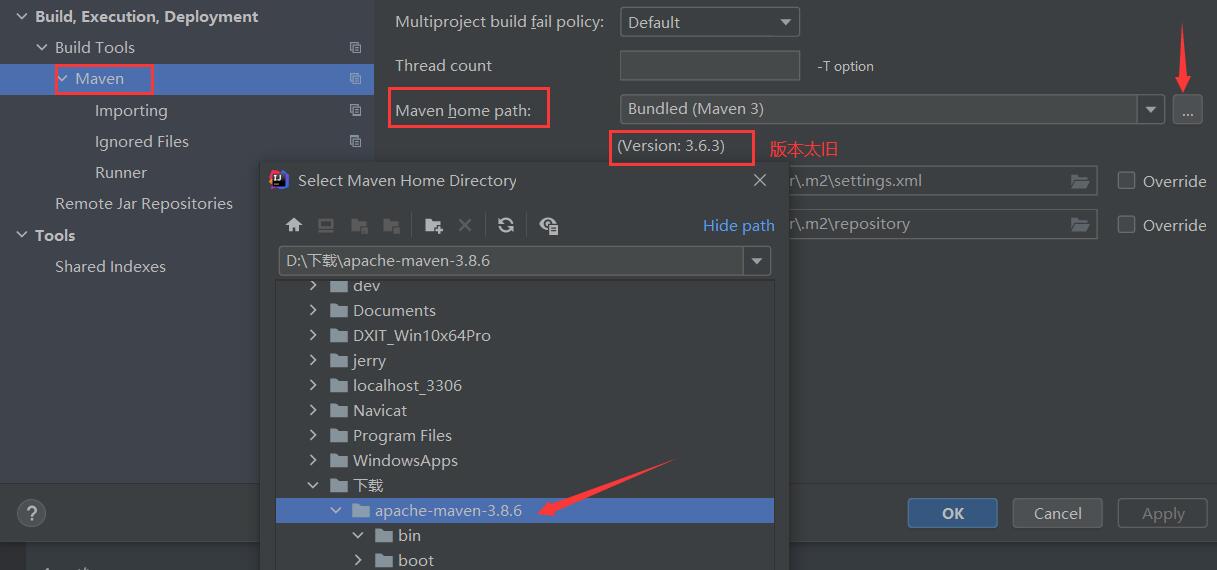 Build, Execution, Deployment
Multiproject build fail policy: Default
Build Tools
Thread count -T option
Maven
Maven home path: Bundled (Maven 3) ...
Importing
Ignored Files
(Version: 3.6.3) 版本太旧
Runner
Select Maven Home Directory
r\.m2\settings.xml Override
Remote Jar Repositories
Hide path
r\.m2\repository Override
Tools
Shared Indexes
D:\下载\apache-maven-3.8.6
dev
Documents
DXIT_Win10x64Pro
jerry
localhost_3306
Navicat
Program Files
WindowsApps
下载
apache-maven-3.8.6
bin
boot
?
OK Cancel Apply